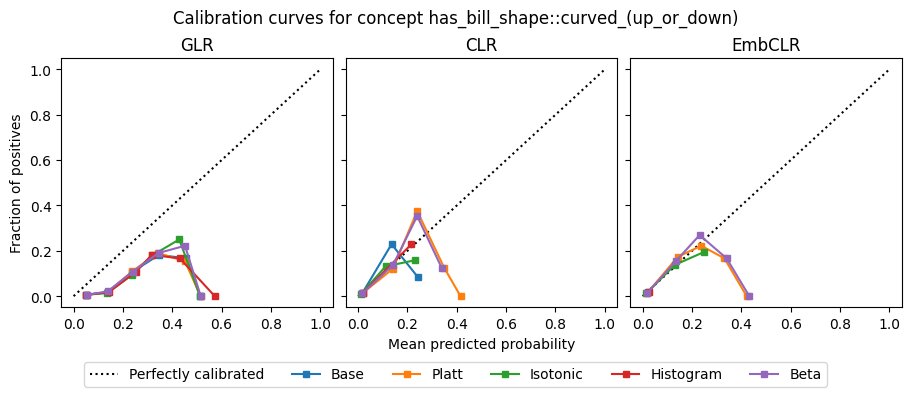 Calibration curves for concept has_bill_shape::curved_(up_or_down)
GLR
CLR
EmbCLR
Fraction of positives
1.0
0.8
0.6
0.4
0.2
0.0
0.0 0.2 0.4 0.6 0.8 1.0
0.0 0.2 0.4 0.6 0.8 1.0
0.0 0.2 0.4 0.6 0.8 1.0
Mean predicted probability
Perfectly calibrated Base Platt Isotonic Histogram Beta